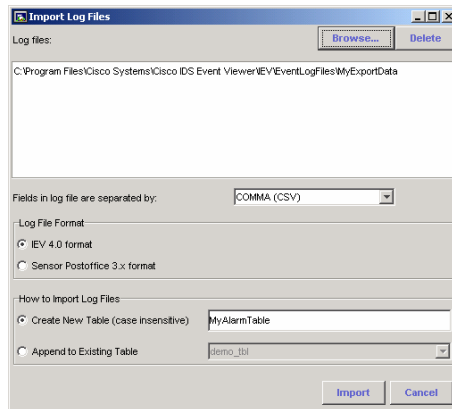 Import Log Files
Log files:
Browse...
Delete
C:\Program Files\Cisco Systems\Cisco IDS Event Viewer\IEV\EventLogFiles\MyExportData
Fields in log file are separated by:
COMMA (CSV)
Log File Format
IEV 4.0 format
Sensor Postoffice 3.x format
How to Import Log Files
Create New Table (case insensitive)
MyAlarmTable
Append to Existing Table
demo_tbl
Import
Cancel